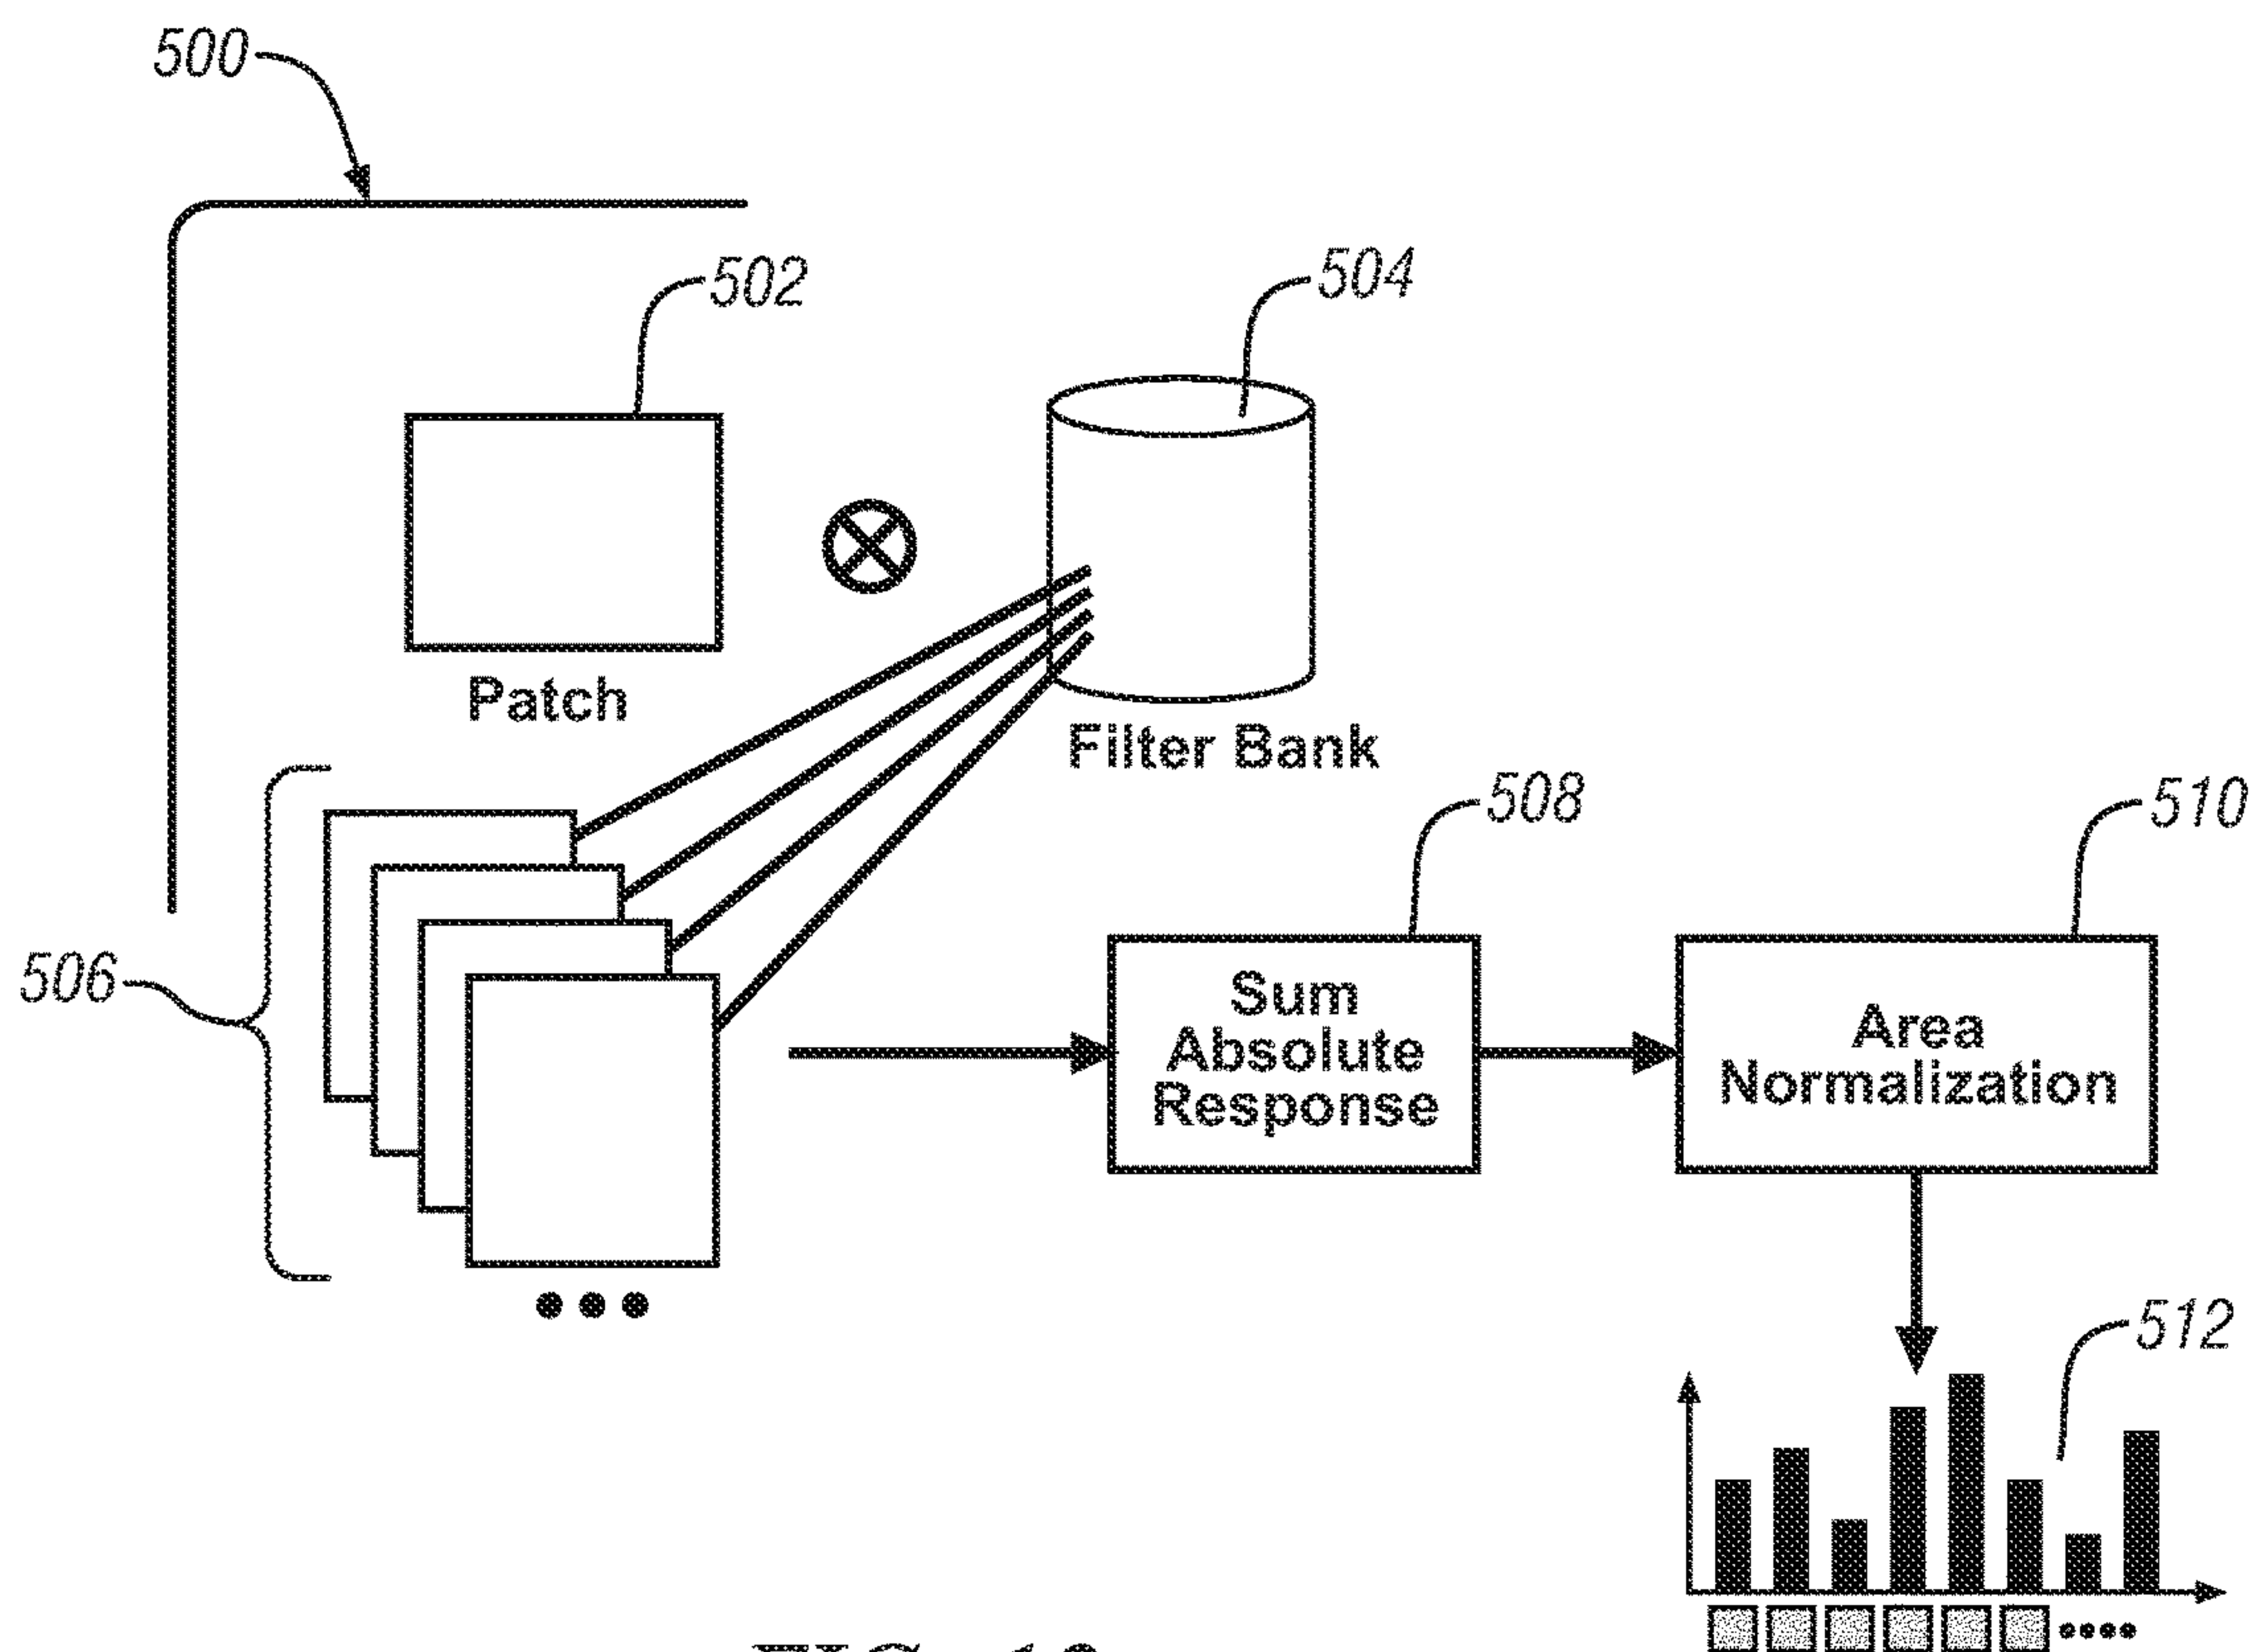 500
502
504
Patch
Filter Bank
506
508
510
Sum
Absolute
Response
Area
Normalization
512